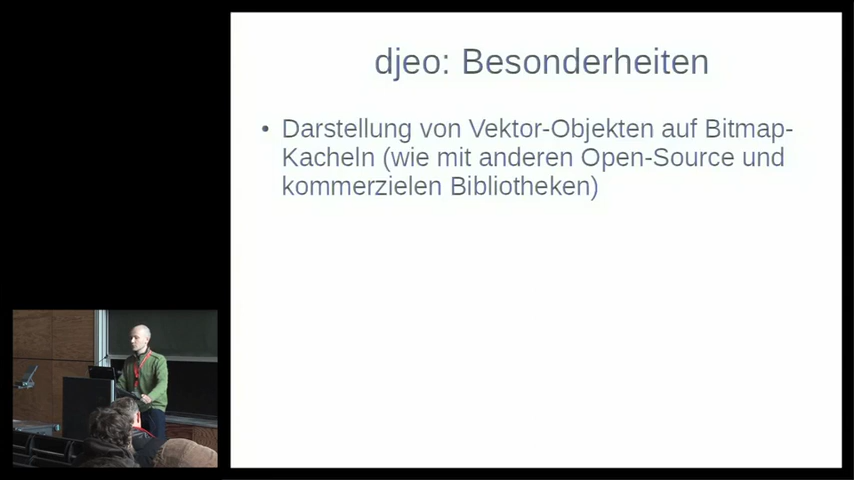 djeo: Besonderheiten
• Darstellung von Vektor-Objekten auf Bitmap-
Kacheln (wie mit anderen Open-Source und
kommerzielen Bibliotheken)